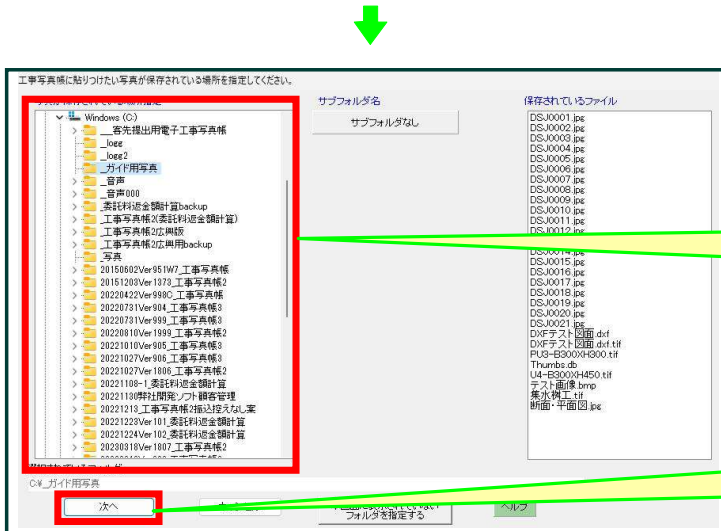 工事写真帳に貼りつけたい写真が保存されている場所を指定してください。
サブフォルダ名
保存されているファイル
サブフォルダなし
Windows (C:)
__客先提出用電子工事写真帳
_logg
_logg2
_ガイド用写真
_音声
_音声000
_委託料返金額計算backup
_工事写真帳2(委託料返金額計算)
_工事写真帳2広興版
_工事写真帳2広興用backup
_写真
20150602Ver951W7_工事写真帳
20151203Ver1373_工事写真帳2
20220422Ver998C_工事写真帳
20220731Ver904_工事写真帳3
20220731Ver999_工事写真帳3
20220810Ver1999_工事写真帳2
20221010Ver905_工事写真帳3
20221027Ver906_工事写真帳3
20221027Ver1806_工事写真帳2
20221108-1_委託料返金額計算
20221130弊社開発ソフト顧客管理
20221213_工事写真帳2振込控えなし案
20221223Ver101_委託料返金額計算
20221224Ver102_委託料返金額計算
20230318Ver1807_工事写真帳2
DSJ0001.jpg
DSJ0002.jpg
DSJ0003.jpg
DSJ0004.jpg
DSJ0005.jpg
DSJ0006.jpg
DSJ0007.jpg
DSJ0008.jpg
DSJ0009.jpg
DSJ0010.jpg
DSJ0011.jpg
DSJ0012.jpg
DSJ0014.jpg
DSJ0015.jpg
DSJ0016.jpg
DSJ0017.jpg
DSJ0018.jpg
DSJ0019.jpg
DSJ0020.jpg
DSJ0021.jpg
DXFテスト図面.dxf
DXFテスト図面.dxf.tif
PU3-B300XH300.tif
Thumbs.db
U4-B300XH450.tif
テスト画像.bmp
集水桝工.tif
断面・平面図.jpg
C:¥_ガイド用写真
次へ
フォルダを指定する
ヘルプ